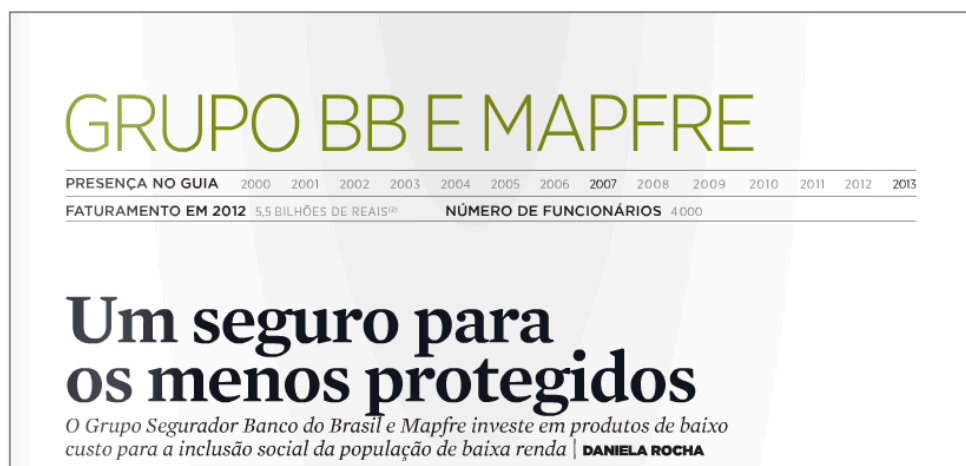 GRUPO BB E MAPFRE
PRESENÇA NO GUIA 2000 2001 2002 2003 2004 2005 2006 2007 2008 2009 2010 2011 2012 2013
FATURAMENTO EM 2012 5,5 BILHÕES DE REAIS(2) NÚMERO DE FUNCIONÁRIOS 4 000
Um seguro para
os menos protegidos
O Grupo Segurador Banco do Brasil e Mapfre investe em produtos de baixo
custo para a inclusão social da população de baixa renda | DANIELA ROCHA